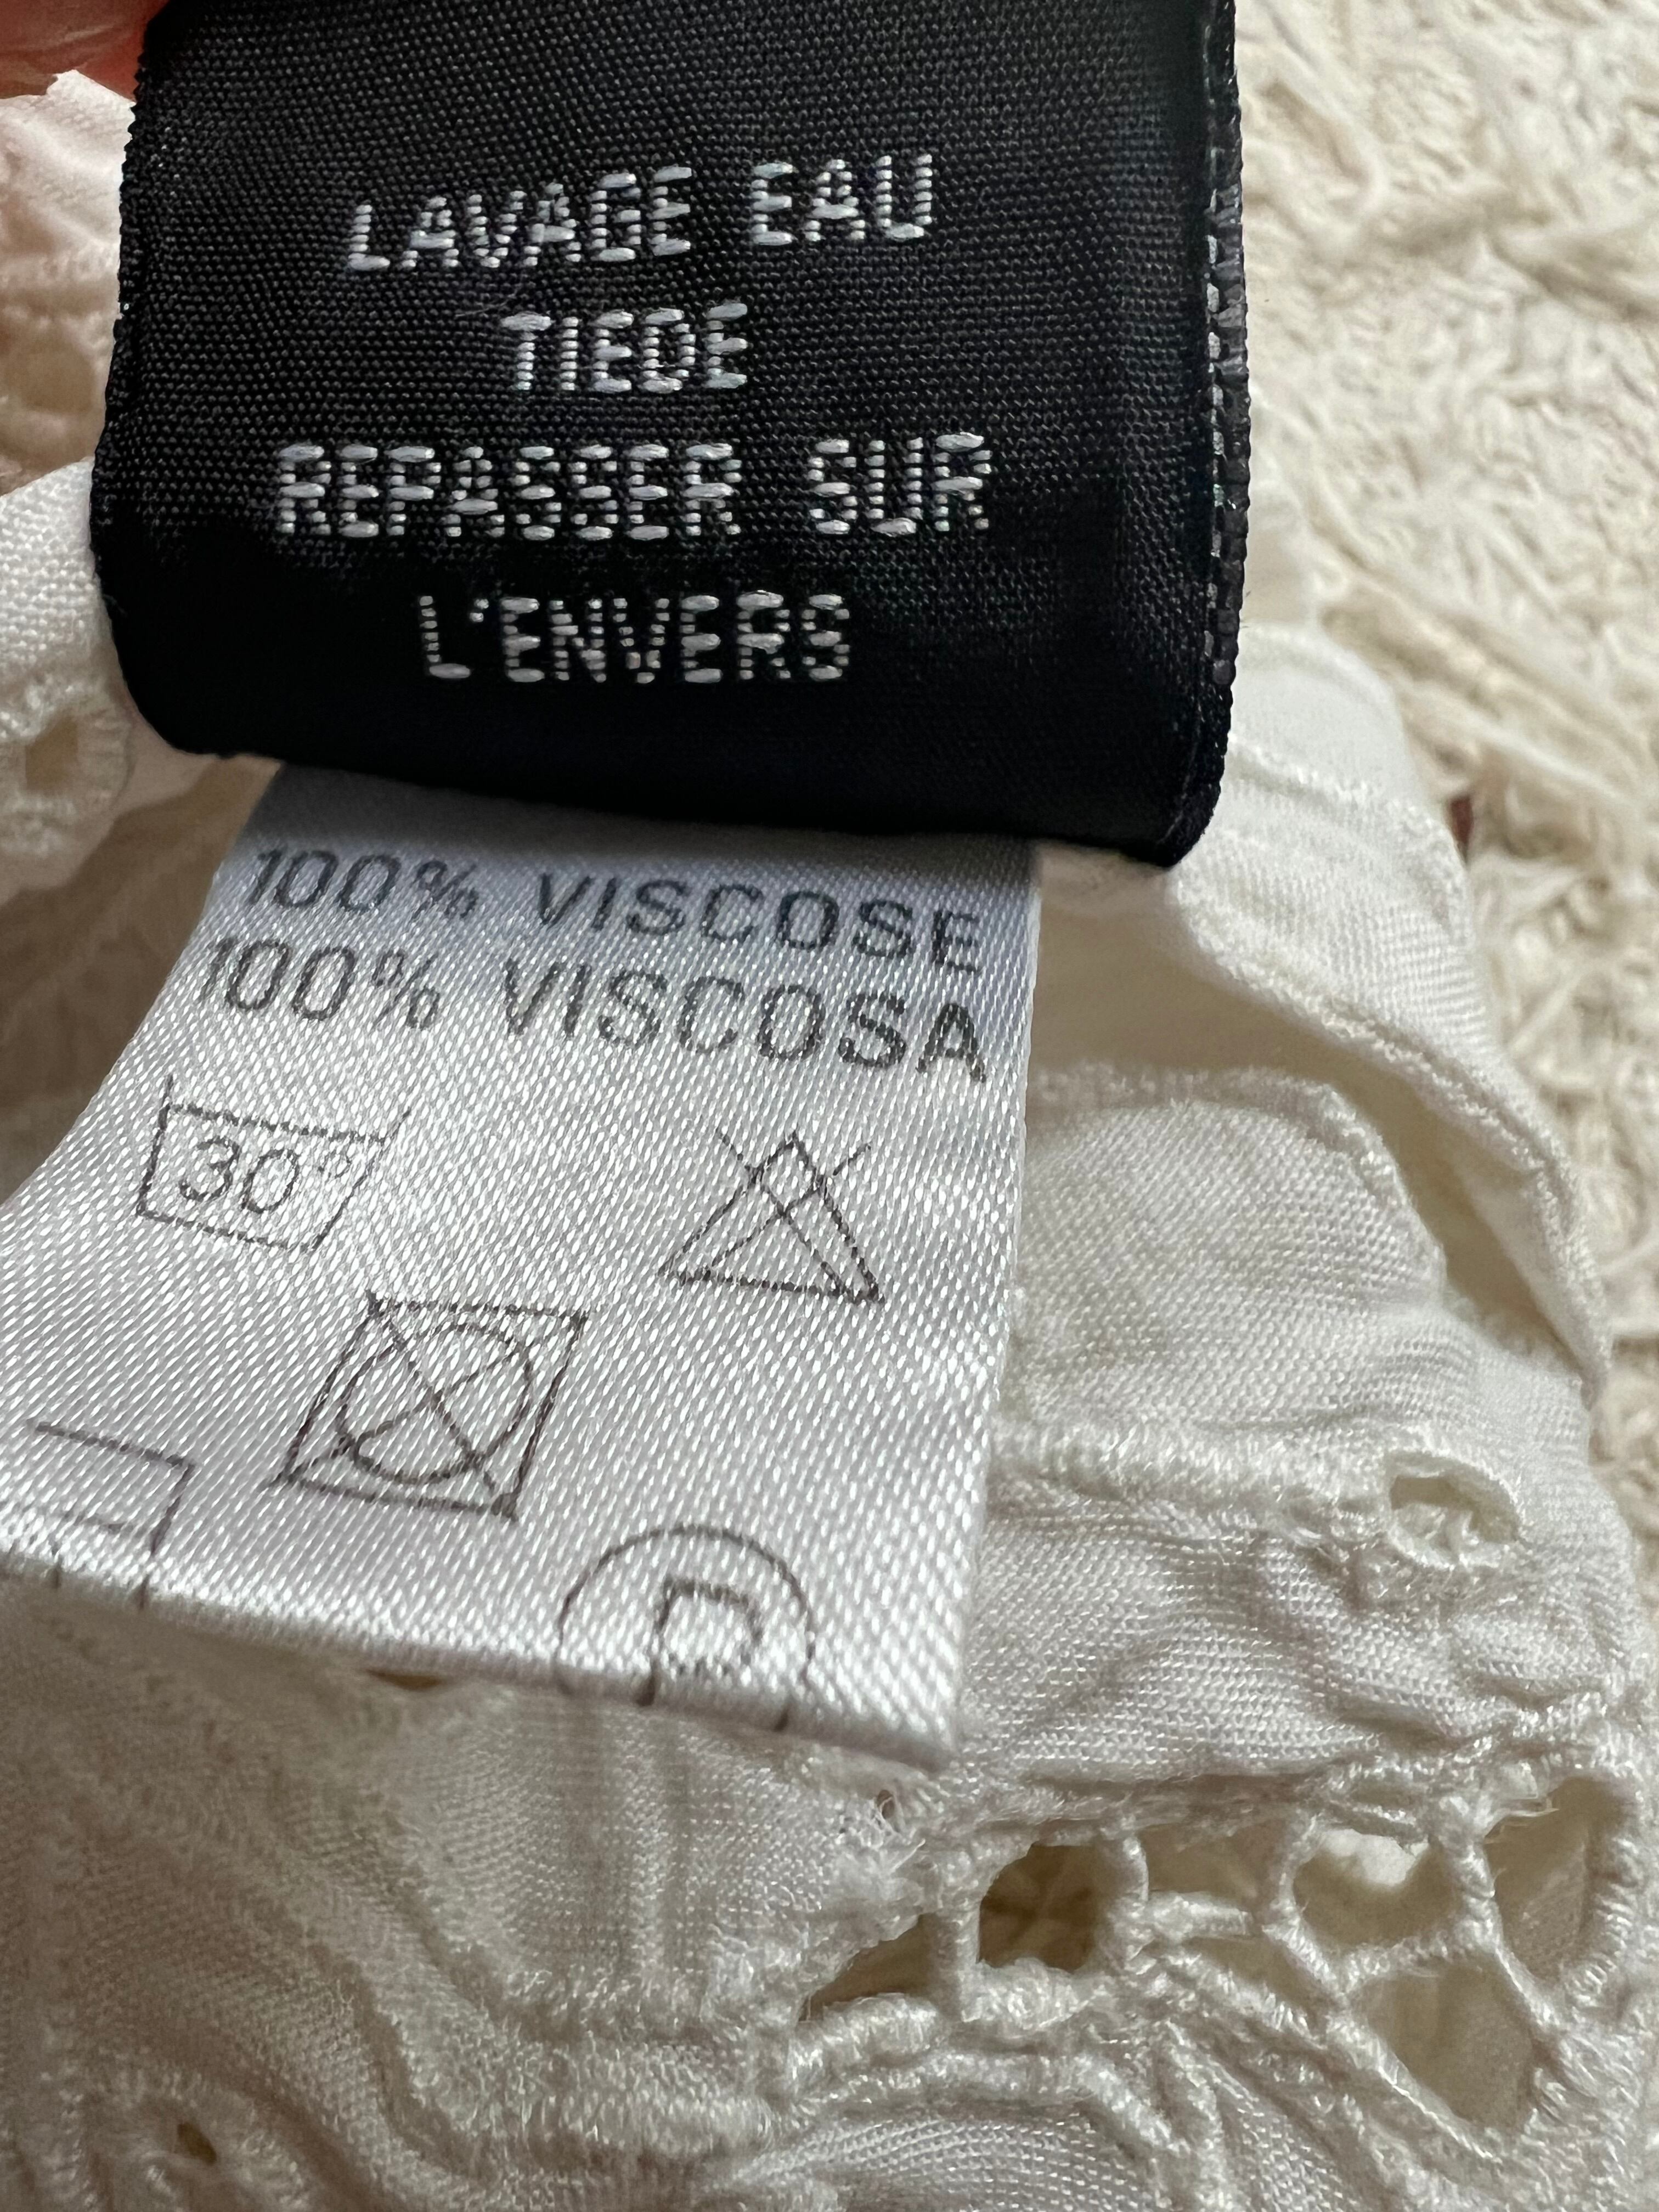 LAVAGE EAU
TIEDE
REPASSER SUR
L'ENVERS
100% VISCOSE
100% VISCOSA
30°